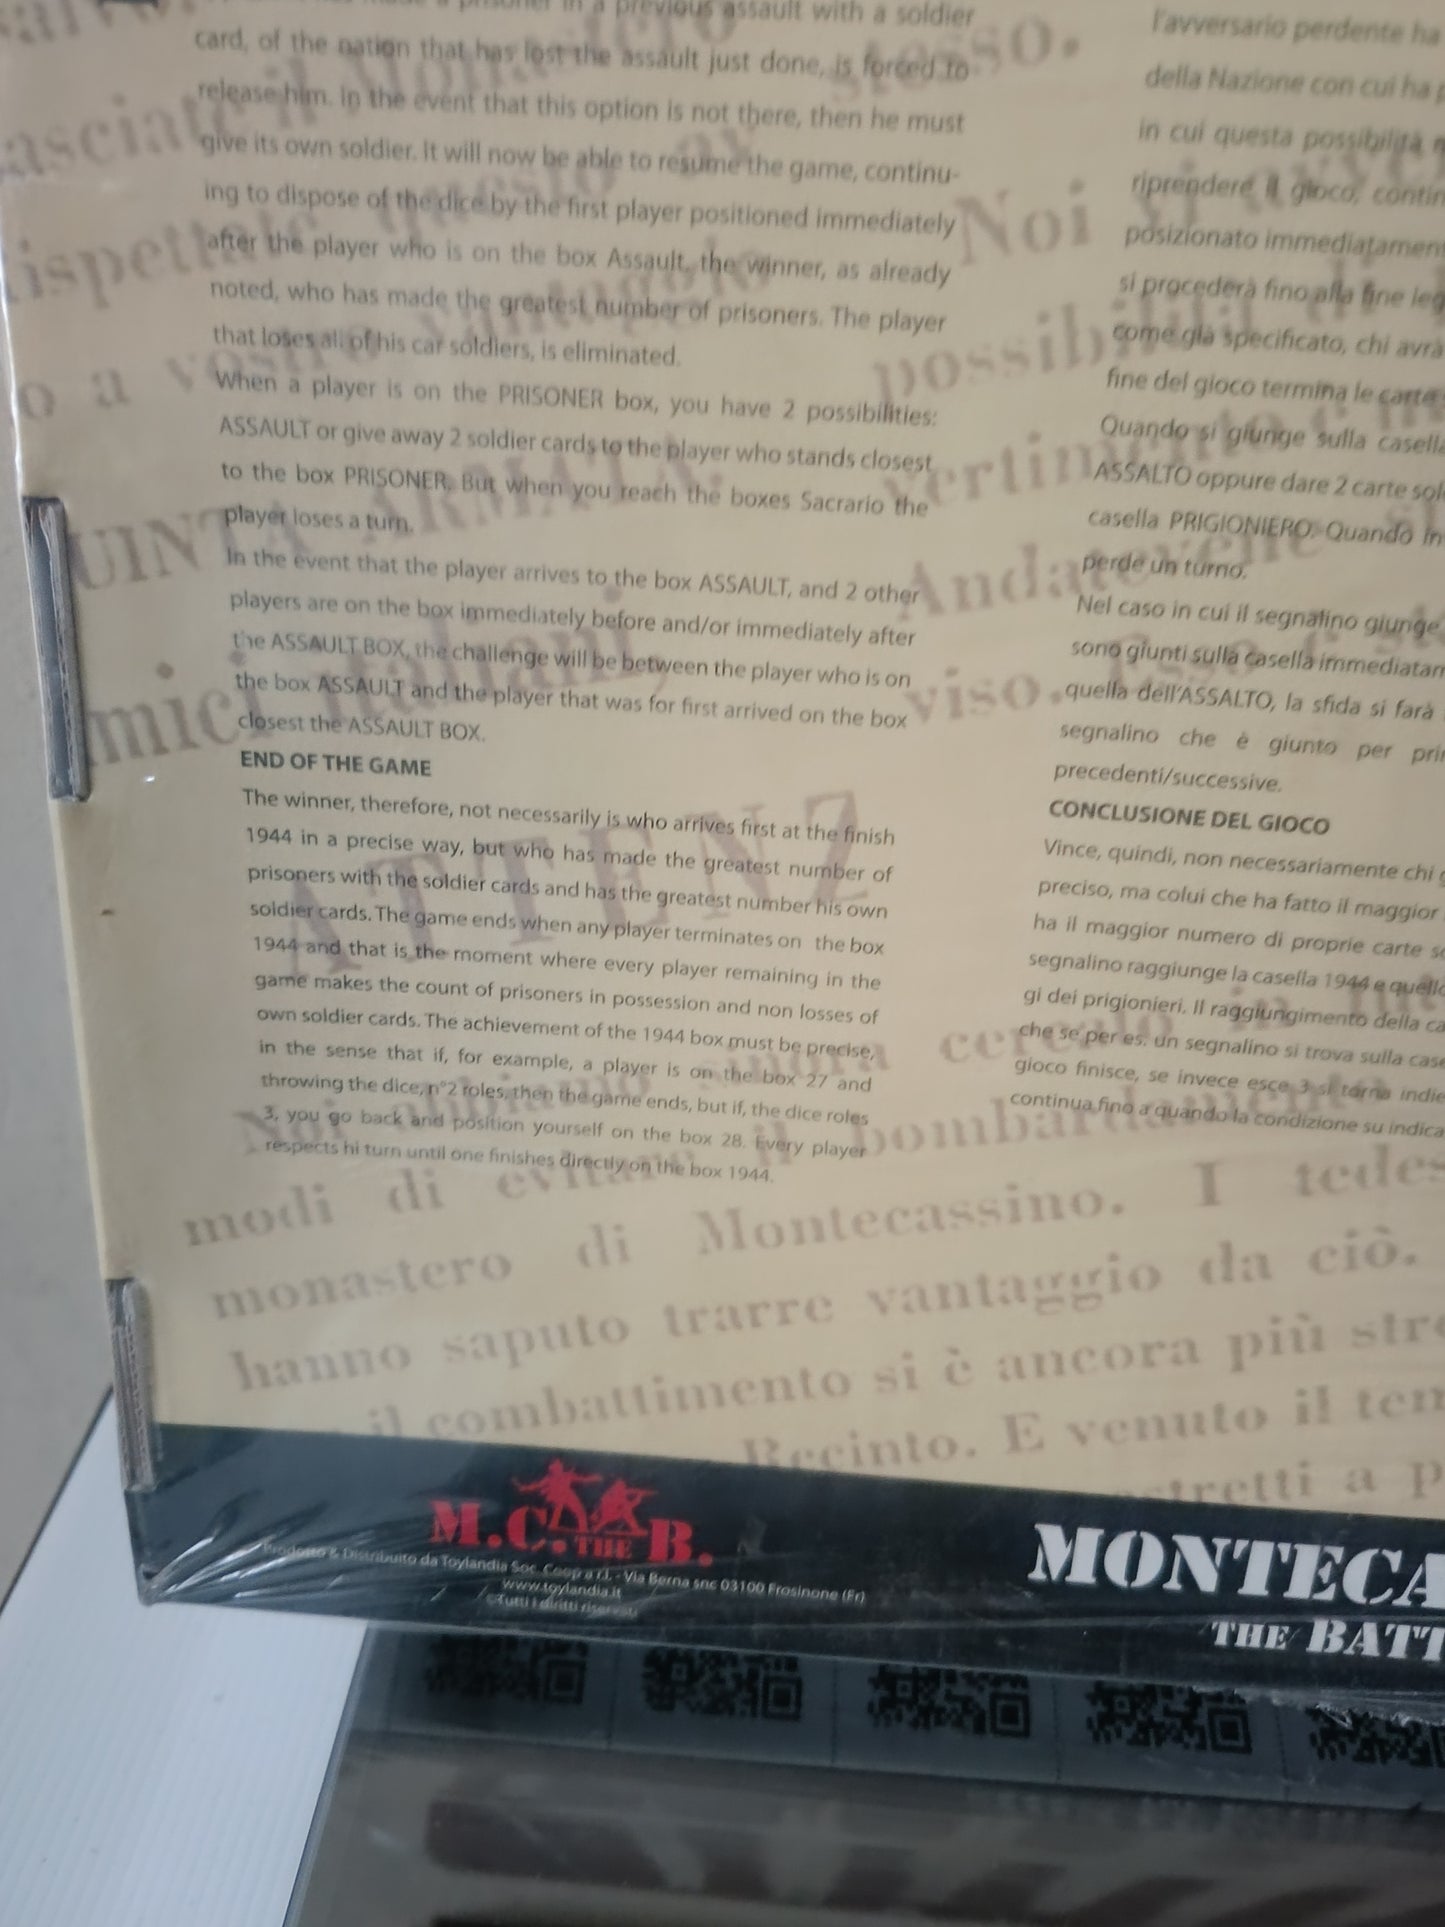 made a prisoner in a previous assault with a soldier
card, of the nation that has lost the assault just done, is forced to
release him. In the event that this option is not there, then he must
give its own soldier. It will now be able to resume the game, continu-
ing to dispose of the dice by the first player positioned immediately
after the player who is on the box Assault, the winner, as already
noted, who has made the greatest number of prisoners. The player
that loses all of his car soldiers, is eliminated.
When a player is on the PRISONER box, you have 2 possibilities:
ASSAULT or give away 2 soldier cards to the player who stands closest
to the box PRISONER. But when you reach the boxes Sacrario the
player loses a turn.
In the event that the player arrives to the box ASSAULT, and 2 other
players are on the box immediately before and/or immediately after
the ASSAULT BOX, the challenge will be between the player who is on
the box ASSAULT and the player that was for first arrived on the box
closest the ASSAULT BOX.
END OF THE GAME
The winner, therefore, not necessarily is who arrives first at the finish
1944 in a precise way, but who has made the greatest number of
prisoners with the soldier cards and has the greatest number his own
soldier cards. The game ends when any player terminates on the box
1944 and that is the moment where every player remaining in the
game makes the count of prisoners in possession and non losses of
own soldier cards. The achievement of the 1944 box must be precise,
in the sense that if, for example, a player is on the box 27 and
throwing the dice, n°2 roles, then the game ends, but if, the dice roles
3, you go back and position yourself on the box 28. Every player
respects hi turn until one finishes directly on the box 1944.
l'avversario perdente ha
della Nazione con cui ha
in cui questa possibilità
riprendere il gioco,
posizionato
si procederà fino alla fine
come già specificato, chi avrà
fine del gioco termina le carte
Quando si giunge sulla casella
ASSALTO oppure dare 2 carte
casella PRIGIONIERO. Quando
perde un turno.
Nel caso in cui il segnalino giunge
sono giunti sulla casella
quella dell'ASSALTO, la sfida si farà
segnalino che è giunto per
precedenti/successive.
CONCLUSIONE DEL GIOCO
Vince, quindi, non necessariamente chi
preciso, ma colui che ha fatto il maggior
ha il maggior numero di proprie carte
segnalino raggiunge la casella 1944 e
gi dei prigionieri. Il raggiungimento della
che se per es. un segnalino si trova sulla
gioco finisce, se invece esce 3 si torna
continua fino a quando la condizione su
stesso.
Noi vi
possibilità di
Andatevene
viso.
ATTENZ
modi di evitare il bombardament
monastero di Montecassino. I
hanno saputo trarre vantaggio da ciò.
il combattimento si è ancora più
Recinto. E venuto il
M.C. THE B.
Prodotto & Distribuito da Toylandia Soc. Coop a r.l. - Via Berna snc 03100 Frosinone (Fr)
www.toylandia.it
©Tutti i diritti riservati
MONTECA
THE BATT